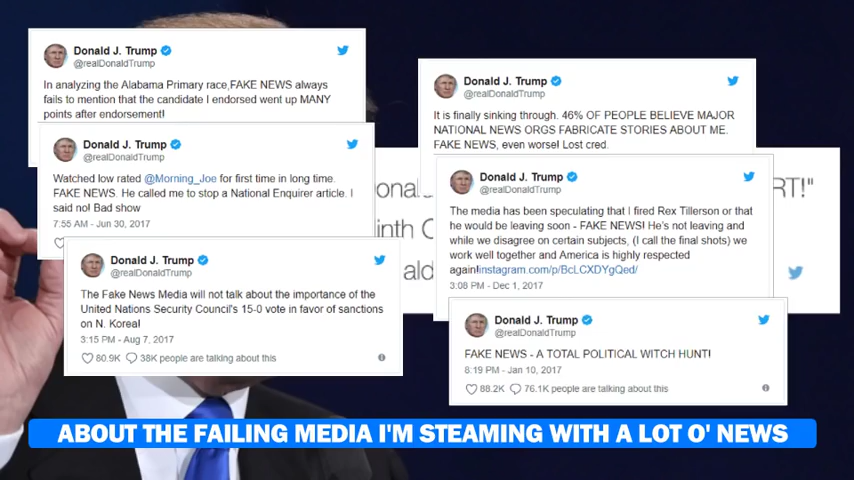 Donald J. Trump
@realDonaldTrump
In analyzing the Alabama Primary race,FAKE NEWS always
fails to mention that the candidate I endorsed went up MANY
points after endorsement!
Donald J. Trump
@realDonaldTrump
Watched low rated @Morning_Joe for first time in long time.
FAKE NEWS. He called me to stop a National Enquirer article. I
said no! Bad show
7:55 AM - Jun 30, 2017
Donald J. Trump
@realDonaldTrump
The Fake News Media will not talk about the importance of the
United Nations Security Council's 15-0 vote in favor of sanctions
on N. Korea!
3:15 PM - Aug 7, 2017
80.9K 38K people are talking about this
Donald J. Trump
@realDonaldTrump
It is finally sinking through. 46% OF PEOPLE BELIEVE MAJOR
NATIONAL NEWS ORGS FABRICATE STORIES ABOUT ME.
FAKE NEWS, even worse! Lost cred.
Donald J. Trump
@realDonaldTrump
The media has been speculating that I fired Rex Tillerson or that
he would be leaving soon - FAKE NEWS! He's not leaving and
while we disagree on certain subjects, (I call the final shots) we
work well together and America is highly respected
again!instagram.com/p/BcLCXDYgQed/
3:08 PM - Dec 1, 2017
Donald J. Trump
@realDonaldTrump
FAKE NEWS - A TOTAL POLITICAL WITCH HUNT!
8:19 PM - Jan 10, 2017
88.2K 76.1K people are talking about this
onal
RT!"
inth C
ald
ABOUT THE FAILING MEDIA I'M STEAMING WITH A LOT O' NEWS